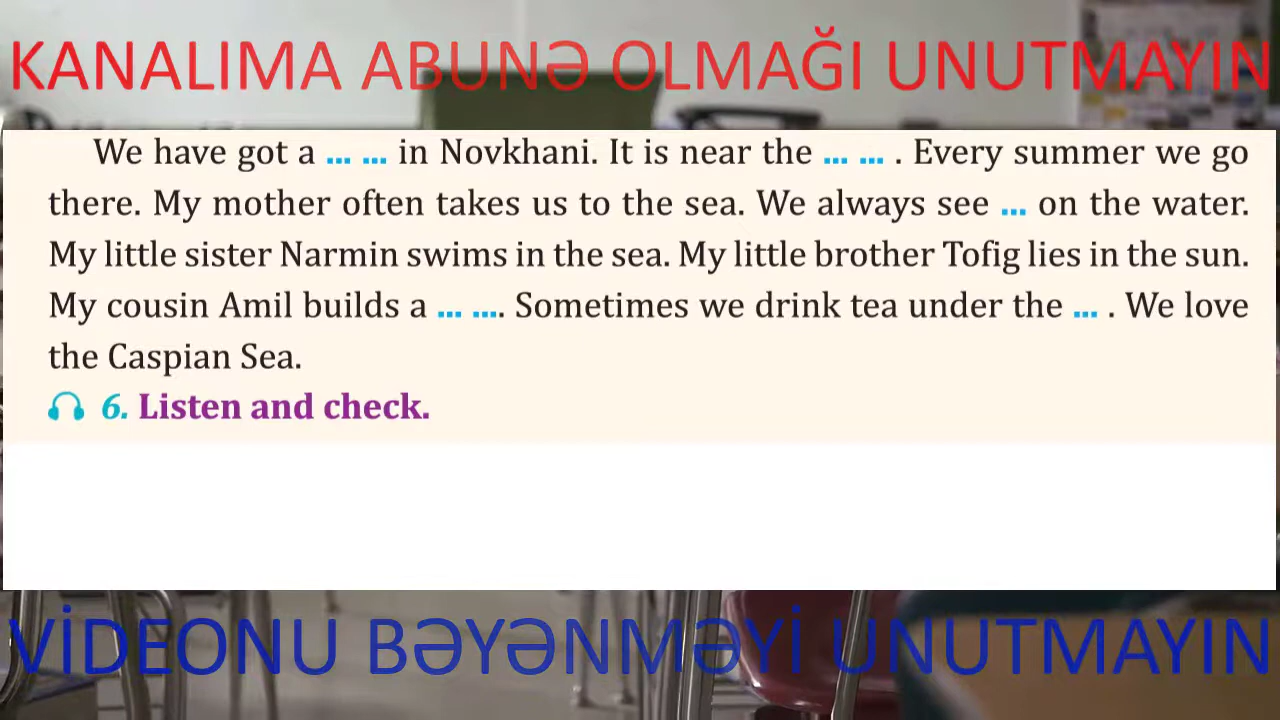 KANALIMA ABUNƏ OLMAĞI UNUTMAYIN
We have got a ... ... in Novkhani. It is near the ... ... . Every summer we go
there. My mother often takes us to the sea. We always see ... on the water.
My little sister Narmin swims in the sea. My little brother Tofig lies in the sun.
My cousin Amil builds a ... .... Sometimes we drink tea under the ... . We love
the Caspian Sea.
6. Listen and check.
VİDEONU BƏYƏNMƏYİ UNUTMAYIN